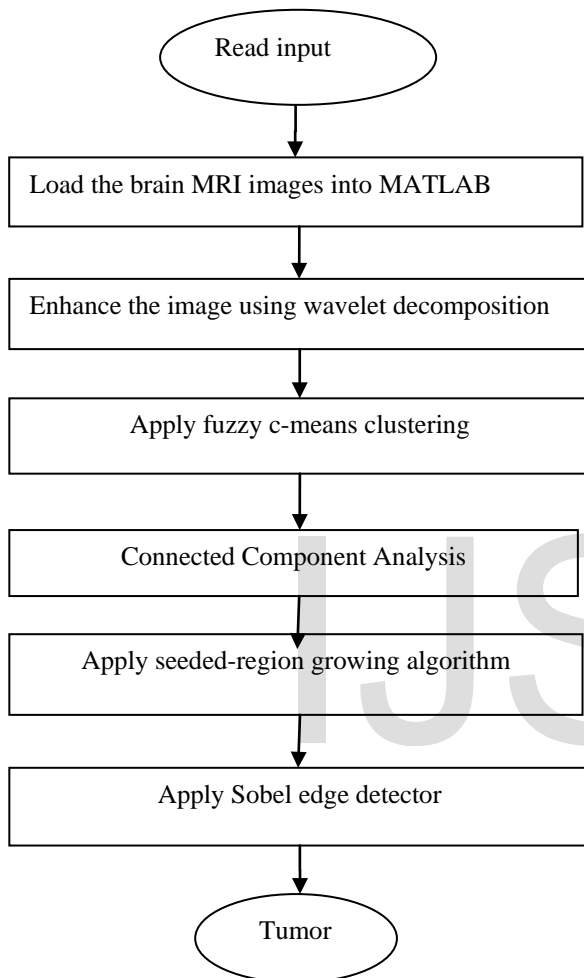 Read input
Load the brain MRI images into MATLAB
Enhance the image using wavelet decomposition
Apply fuzzy c-means clustering
Connected Component Analysis
Apply seeded-region growing algorithm
Apply Sobel edge detector
Tumor
IJS